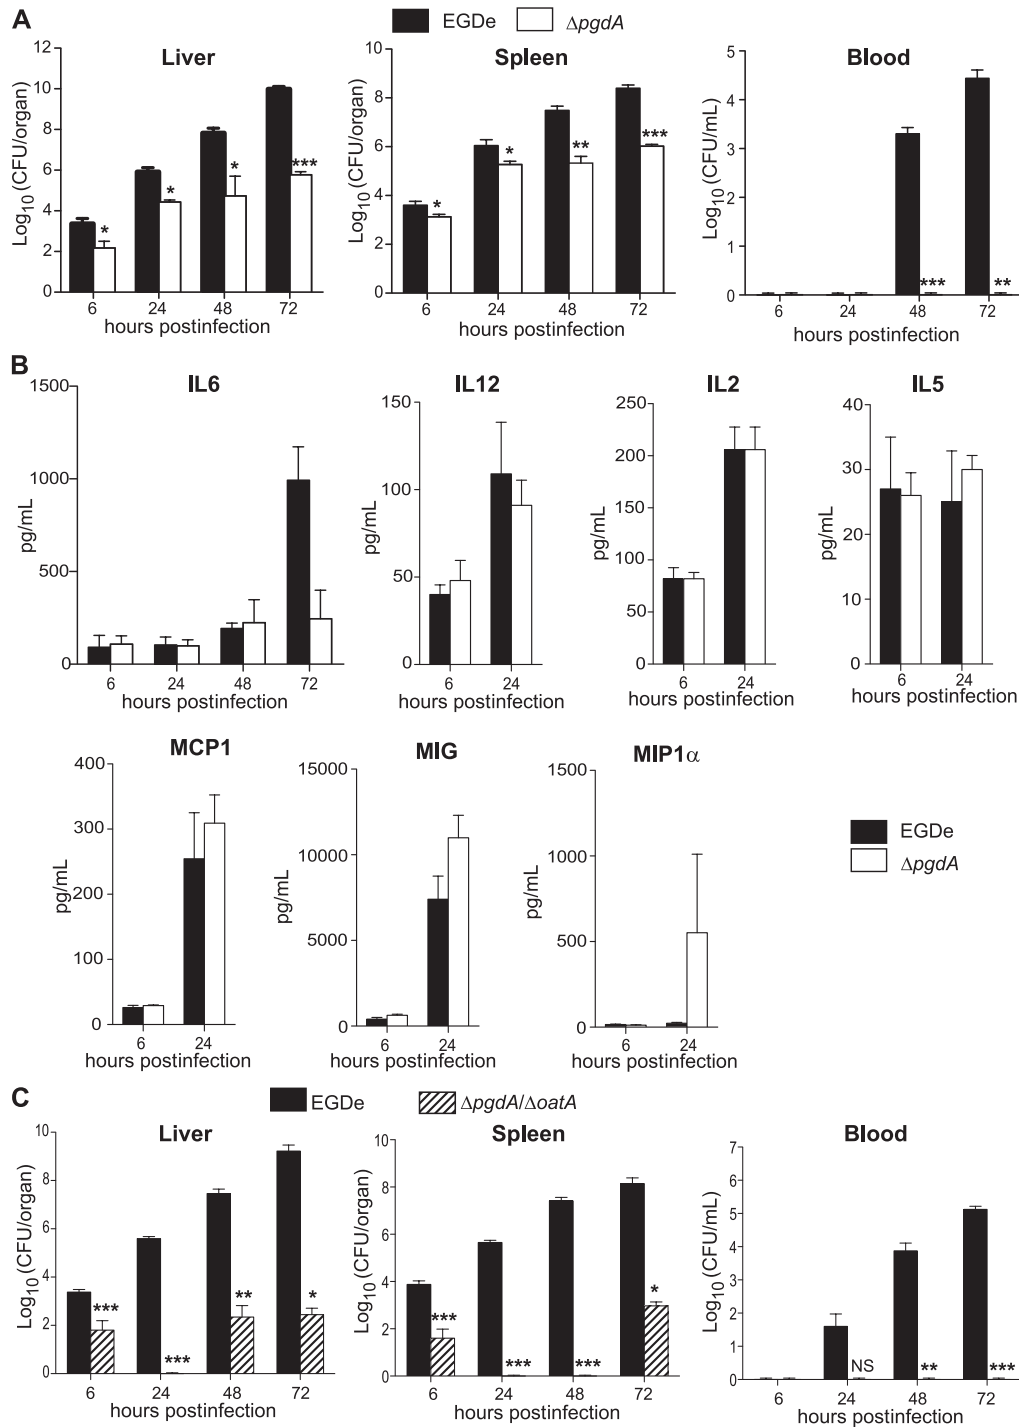 A
EGDe
ΔpgdA
Liver
Spleen
Blood
Log10 (CFU/organ)
12
10
8
6
4
2
0
*
*
*
***
6 24 48 72
hours postinfection
Log10 (CFU/organ)
10
8
6
4
2
0
*
*
**
***
6 24 48 72
hours postinfection
Log10 (CFU/mL)
5
4
3
2
1
0
***
**
6 24 48 72
hours postinfection
B
IL6
pg/mL
1500
1000
500
0
6 24 48 72
hours postinfection
IL12
pg/mL
150
100
50
0
6 24
hours postinfection
IL2
pg/mL
250
200
150
100
50
0
6 24
hours postinfection
IL5
pg/mL
40
30
20
10
0
6 24
hours postinfection
MCP1
pg/mL
400
300
200
100
0
6 24
hours postinfection
MIG
pg/mL
15000
10000
5000
0
6 24
hours postinfection
MIP1α
pg/mL
1500
1000
500
0
6 24
hours postinfection
EGDe
ΔpgdA
C
EGDe
ΔpgdA/ΔoatA
Liver
Log10 (CFU/organ)
10
8
6
4
2
0
***
***
**
*
6 24 48 72
hours postinfection
Spleen
Log10 (CFU/organ)
10
8
6
4
2
0
***
***
***
*
6 24 48 72
hours postinfection
Blood
Log10 (CFU/mL)
7
6
5
4
3
2
1
0
NS
**
***
6 24 48 72
hours postinfection